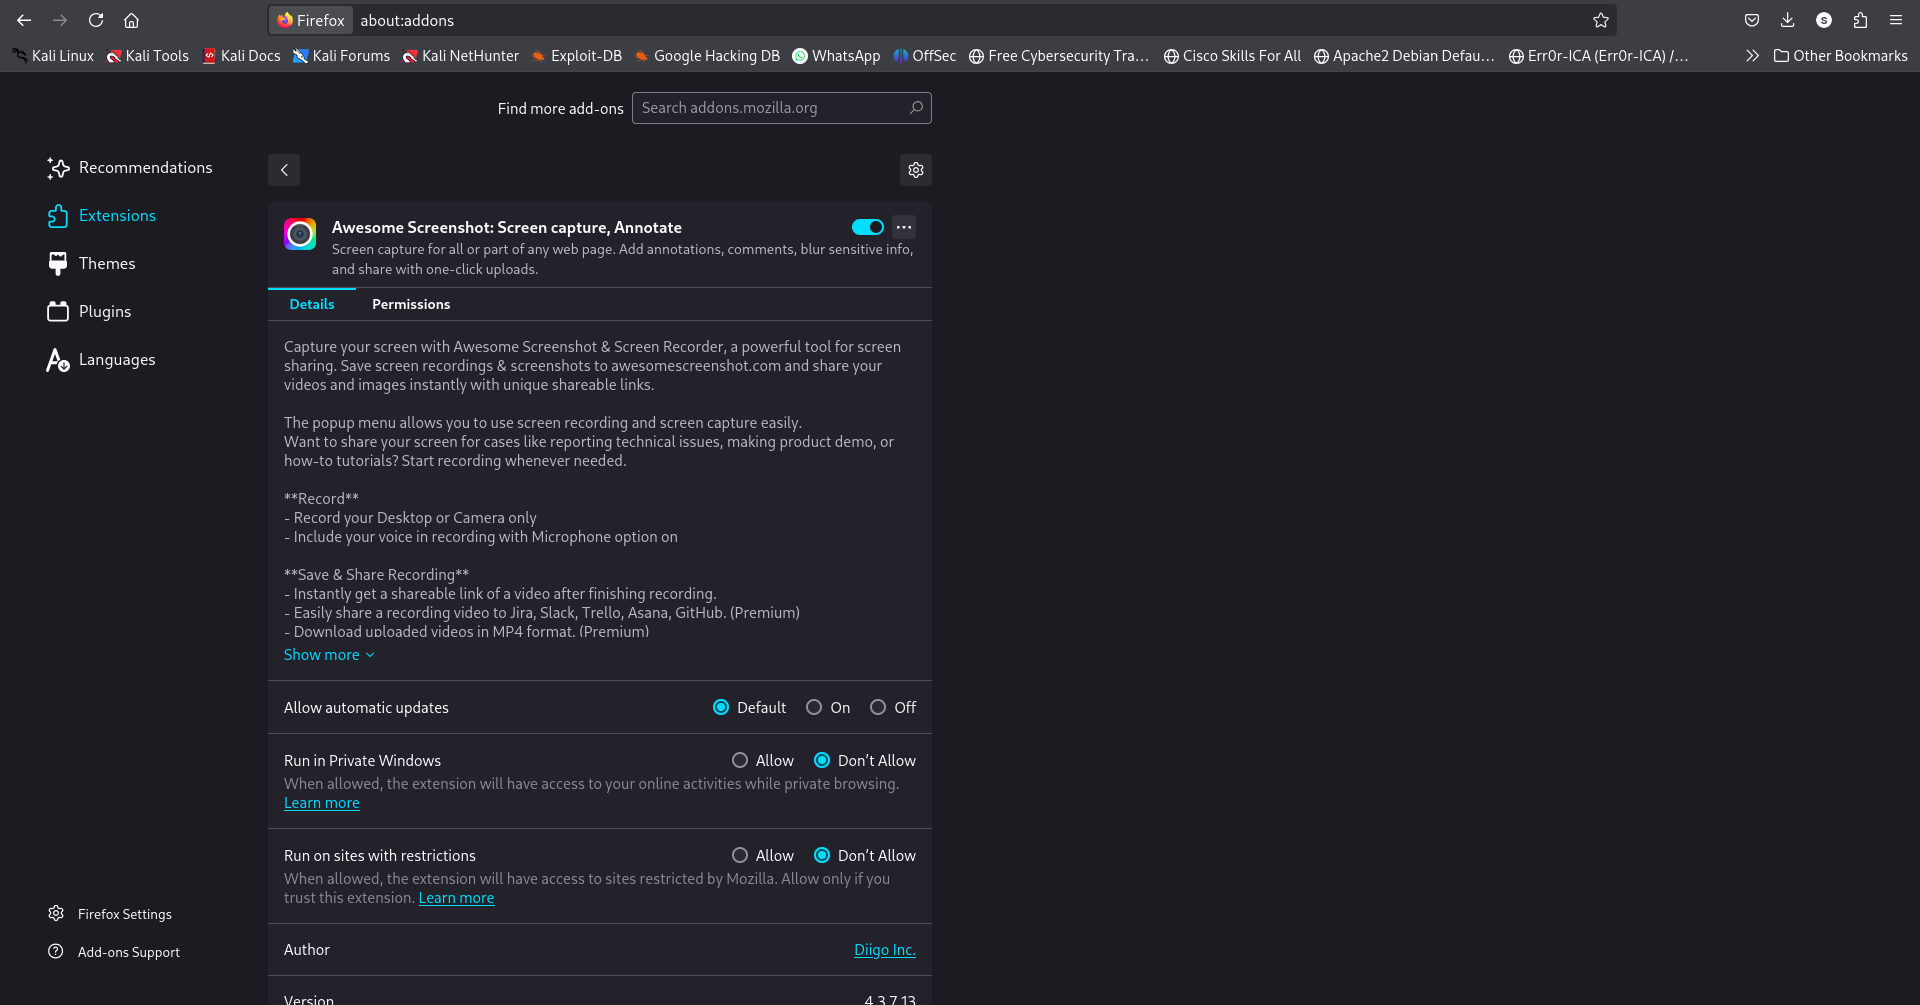 Firefox about:addons
Kali Linux Kali Tools Kali Docs Kali Forums Kali NetHunter Exploit-DB Google Hacking DB WhatsApp OffSec Free Cybersecurity Tra… Cisco Skills For All Apache2 Debian Defau… Err0r-ICA (Err0r-ICA) /… Other Bookmarks
Find more add-ons Search addons.mozilla.org
Recommendations
Extensions
Themes
Plugins
Languages
Firefox Settings
Add-ons Support
Awesome Screenshot: Screen capture, Annotate
Screen capture for all or part of any web page. Add annotations, comments, blur sensitive info,
and share with one-click uploads.
Details Permissions
Capture your screen with Awesome Screenshot & Screen Recorder, a powerful tool for screen
sharing. Save screen recordings & screenshots to awesomescreenshot.com and share your
videos and images instantly with unique shareable links.
The popup menu allows you to use screen recording and screen capture easily.
Want to share your screen for cases like reporting technical issues, making product demo, or
how-to tutorials? Start recording whenever needed.
**Record**
- Record your Desktop or Camera only
- Include your voice in recording with Microphone option on
**Save & Share Recording**
- Instantly get a shareable link of a video after finishing recording.
- Easily share a recording video to Jira, Slack, Trello, Asana, GitHub. (Premium)
- Download uploaded videos in MP4 format. (Premium)
Show more
Allow automatic updates Default On Off
Run in Private Windows Allow Don’t Allow
When allowed, the extension will have access to your online activities while private browsing.
Learn more
Run on sites with restrictions Allow Don’t Allow
When allowed, the extension will have access to sites restricted by Mozilla. Allow only if you
trust this extension. Learn more
Author Diigo Inc.
Version 4.3.7.13